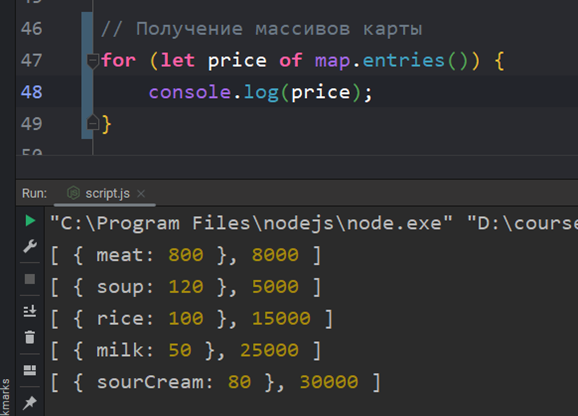 46 // Получение массивов карты
47 for (let price of map.entries()) {
48 console.log(price);
49 }
50
Run: script.js
"C:\Program Files\nodejs\node.exe" "D:\course
[ { meat: 800 }, 8000 ]
[ { soup: 120 }, 5000 ]
[ { rice: 100 }, 15000 ]
[ { milk: 50 }, 25000 ]
[ { sourCream: 80 }, 30000 ]
kmarks